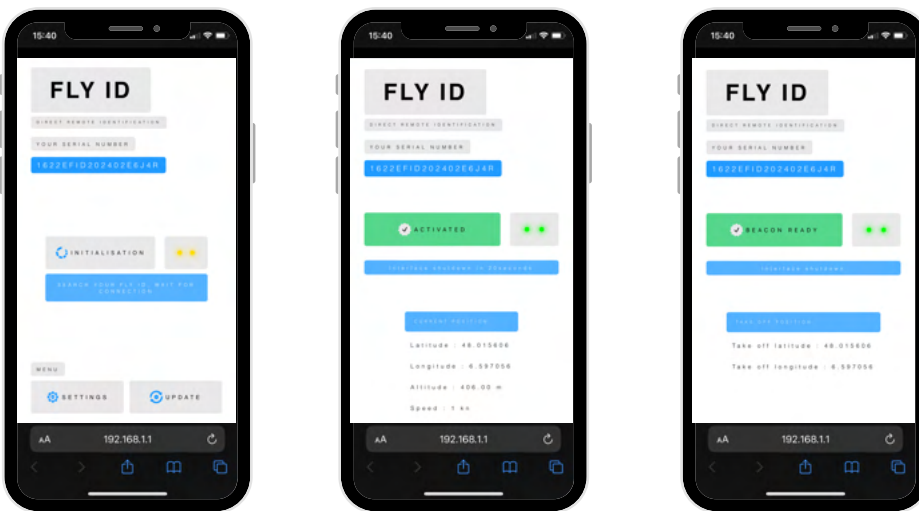 15:40
FLY ID
DIRECT REMOTE IDENTIFICATION
YOUR SERIAL NUMBER
1622EFID202402E6J4R
INITIALISATION
SEARCH YOUR FLY ID, WAIT FOR
CONNECTION
MENU
SETTINGS
UPDATE
AA
192.168.1.1
15:40
FLY ID
DIRECT REMOTE IDENTIFICATION
YOUR SERIAL NUMBER
1622EFID202402E6J4R
ACTIVATED
Interface shutdown in
CURRENT POSITION
Latitude : 46.015606
Longitude : 6.597056
Altitude : 406.00 m
Speed : 1 kn
AA
192.168.1.1
15:40
FLY ID
DIRECT REMOTE IDENTIFICATION
YOUR SERIAL NUMBER
1622EFID202402E6J4R
BEACON READY
Interface shutdown
TAKE OFF POSITION
Take off latitude : 46.015606
Take off longitude : 6.597056
AA
192.168.1.1